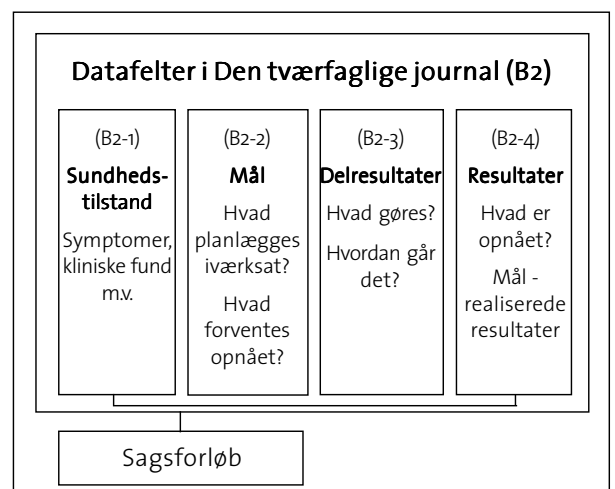 Datafelter i Den tværfaglige journal (B2)
(B2-1)
Sundheds-
tilstand
Symptomer,
kliniske fund
m.v.
(B2-2)
Mål
Hvad
planlægges
iværksat?
Hvad
forventes
opnået?
(B2-3)
Delresultater
Hvad gøres?
Hvordan går
det?
(B2-4)
Resultater
Hvad er
opnået?
Mål -
realiserede
resultater
Sagsforløb